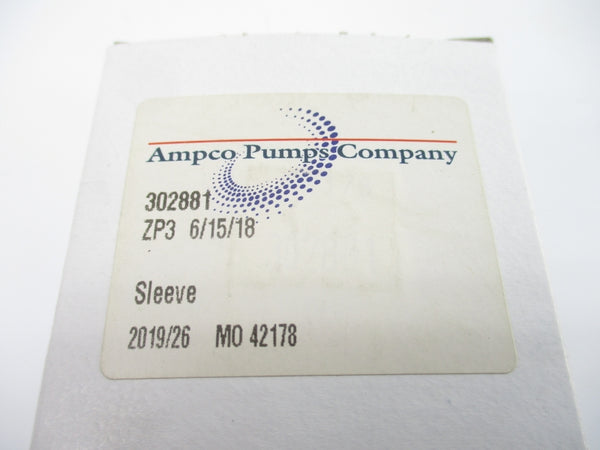 Ampco Pumps Company
302881
ZP3 6/15/18
Sleeve
2019/26 MO 42178